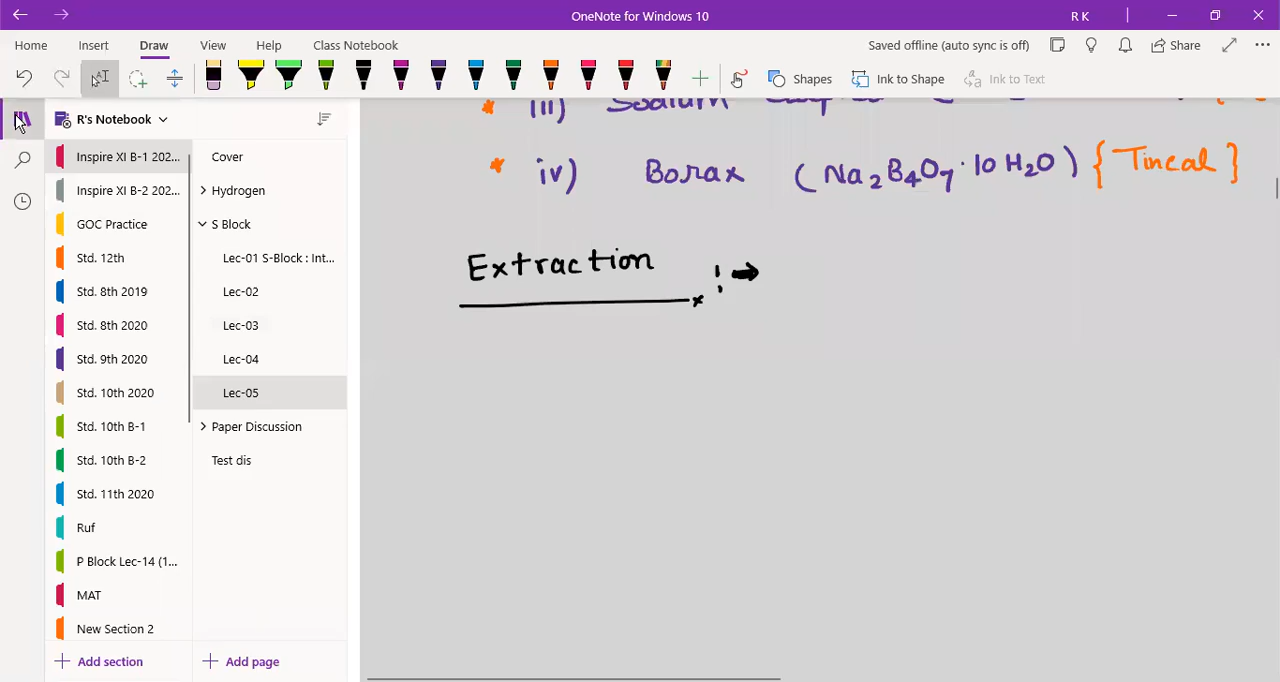 OneNote for Windows 10
R K
Home Insert Draw View Help Class Notebook
Saved offline (auto sync is off) Share
Shapes Ink to Shape Ink to Text
R's Notebook
Inspire XI B-1 202...
Inspire XI B-2 202...
GOC Practice
Std. 12th
Std. 8th 2019
Std. 8th 2020
Std. 9th 2020
Std. 10th 2020
Std. 10th B-1
Std. 10th B-2
Std. 11th 2020
Ruf
P Block Lec-14 (1...
MAT
New Section 2
+ Add section
Cover
Hydrogen
S Block
Lec-01 S-Block : Int...
Lec-02
Lec-03
Lec-04
Lec-05
Paper Discussion
Test dis
+ Add page
* iii) Sodium
* iv) Borax (Na₂B₄O₇·10H₂O) {Tincal}
Extraction :→